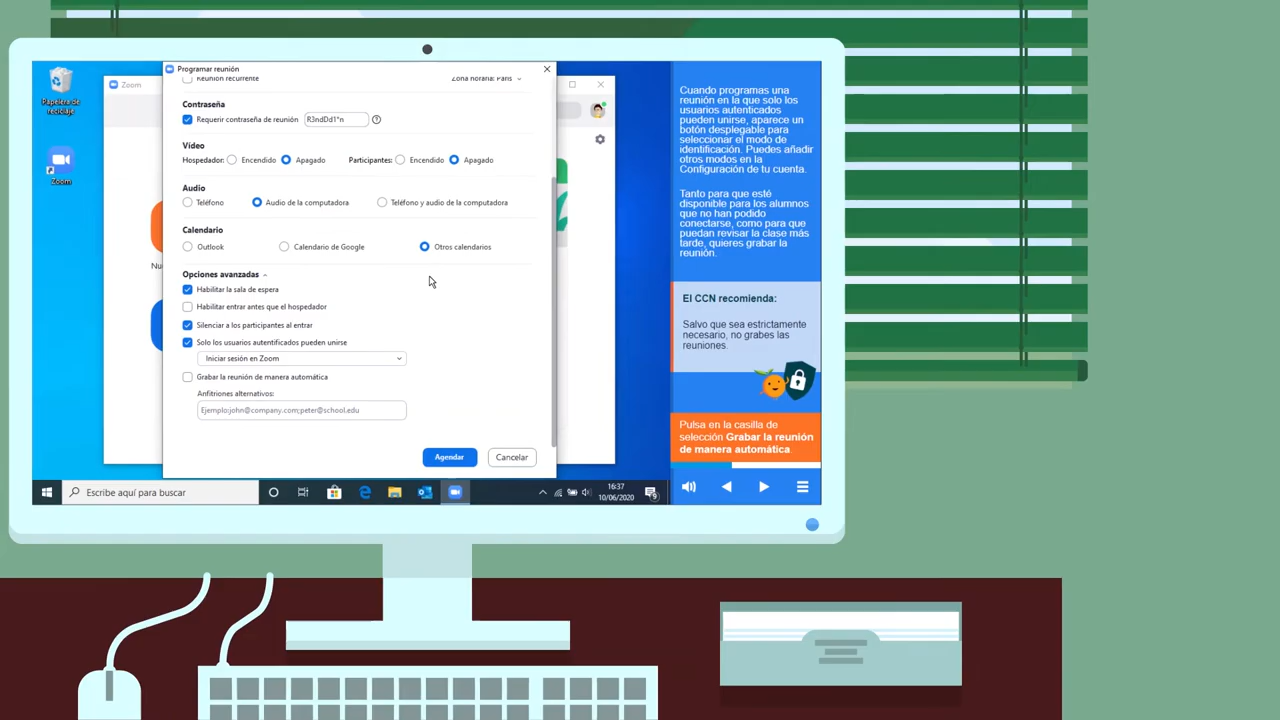 Programar reunión
Papelera de
reciclaje
Zoom
Zoom
Reunión recurrente
Zona horaria: París
Contraseña
Requerir contraseña de reunión
R3ndDd1"n
Vídeo
Hospedador:
Encendido
Apagado
Participantes:
Encendido
Apagado
Audio
Teléfono
Audio de la computadora
Teléfono y audio de la computadora
Calendario
Outlook
Calendario de Google
Otros calendarios
Opciones avanzadas
Habilitar la sala de espera
Habilitar entrar antes que el hospedador
Silenciar a los participantes al entrar
Solo los usuarios autentificados pueden unirse
Iniciar sesión en Zoom
Grabar la reunión de manera automática
Anfitriones alternativos:
Ejemplo:john@company.com;peter@school.edu
Agendar
Cancelar
Escribe aquí para buscar
16:37
10/06/2020
9
Cuando programas una
reunión en la que solo los
usuarios autenticados
pueden unirse, aparece un
botón desplegable para
seleccionar el modo de
identificación. Puedes añadir
otros modos en la
Configuración de tu cuenta.
Tanto para que esté
disponible para los alumnos
que no han podido
conectarse, como para que
puedan revisar la clase más
tarde, quieres grabar la
reunión.
El CCN recomienda:
Salvo que sea estrictamente
necesario, no grabes las
reuniones.
Pulsa en la casilla de
selección Grabar la reunión
de manera automática.